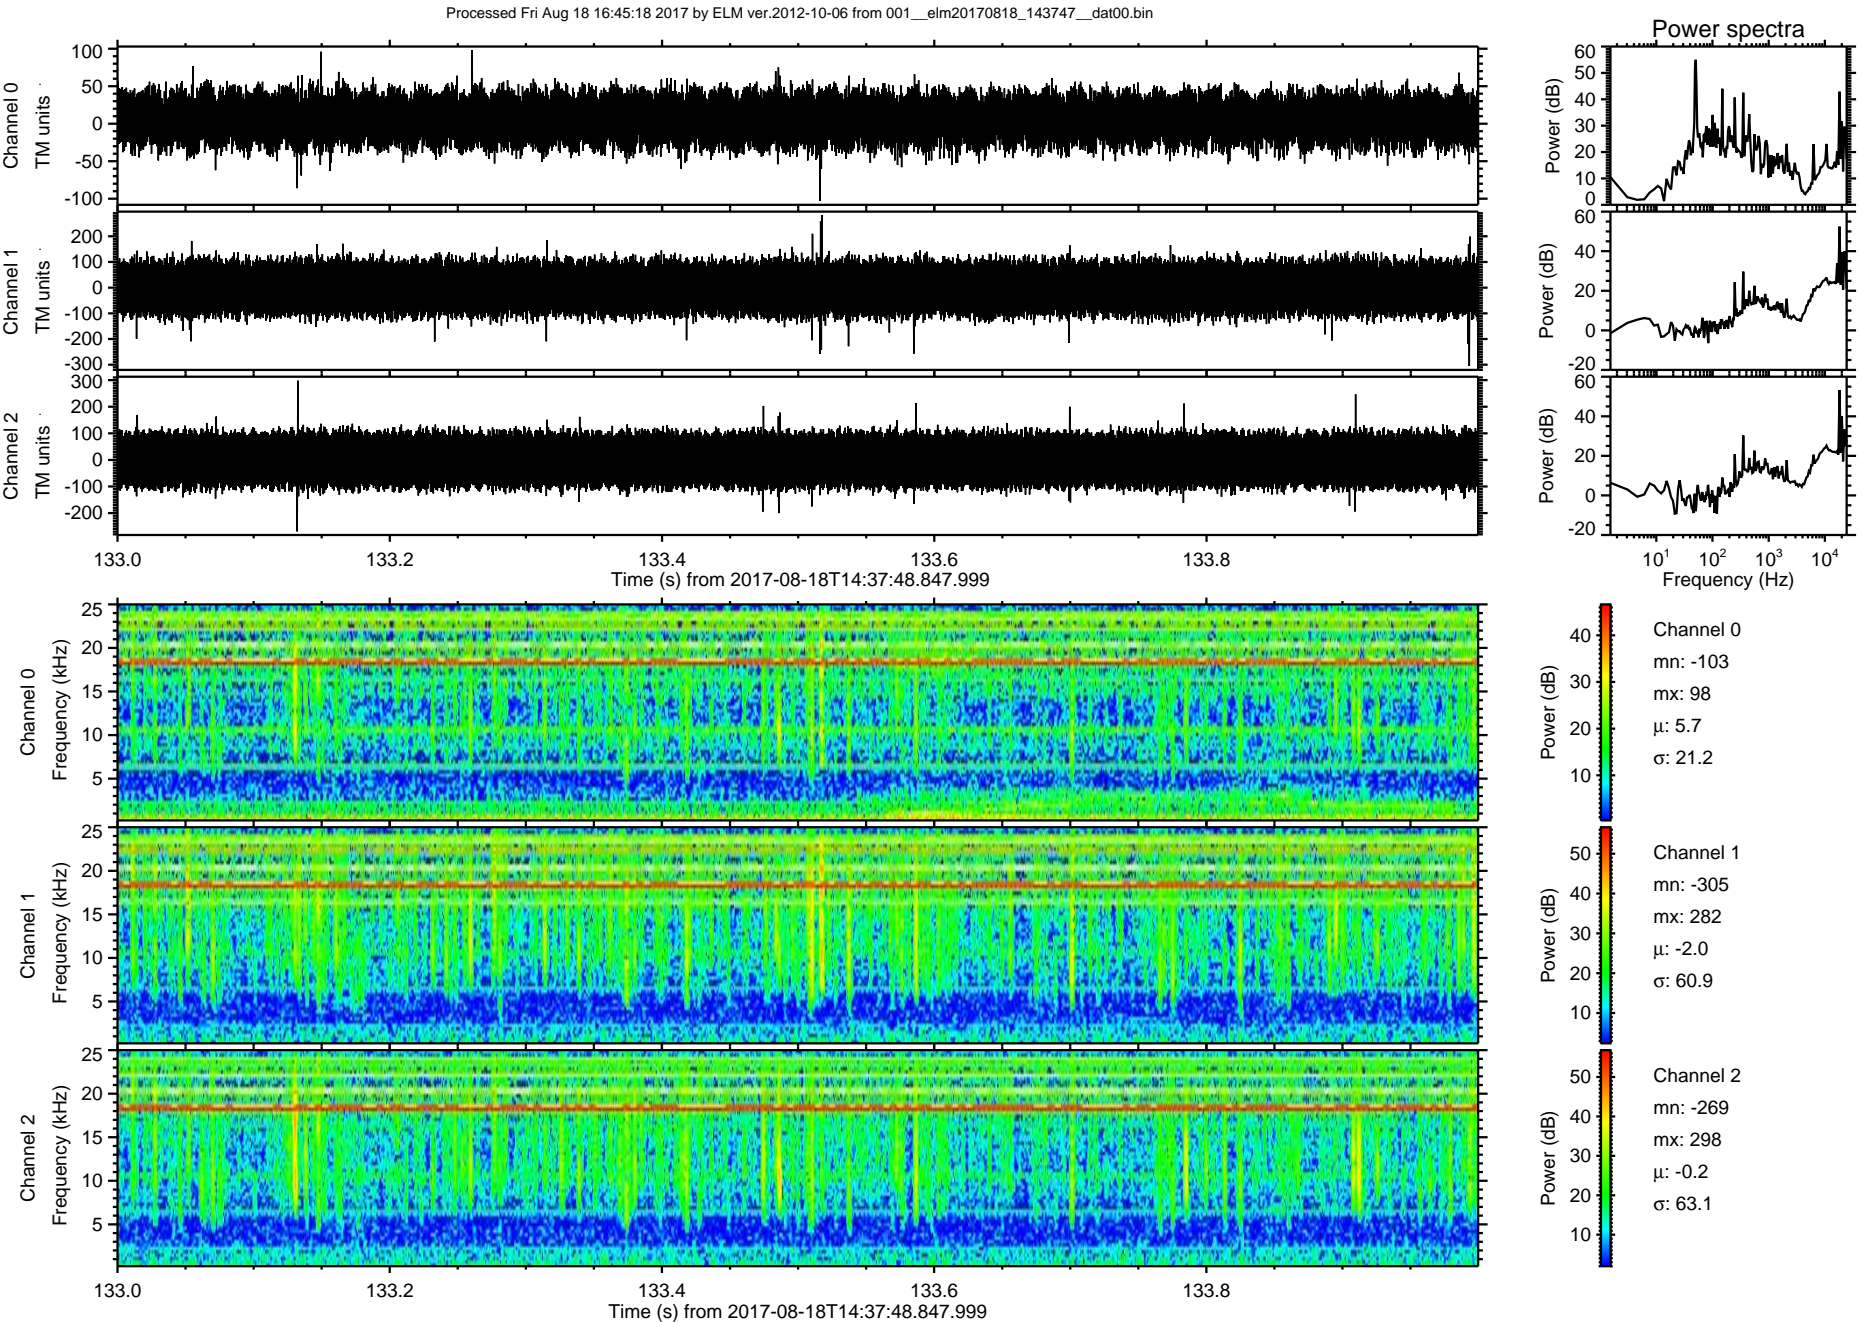 Processed Fri Aug 18 16:45:18 2017 by ELM ver.2012-10-06 from 001__elm20170818_143747__dat00.bin
Power spectra
Channel 0
TM units
100
50
0
-50
-100
Power (dB)
60
50
40
30
20
10
0
Channel 1
TM units
200
100
0
-100
-200
-300
Power (dB)
60
40
20
0
-20
Channel 2
TM units
300
200
100
0
-100
-200
Power (dB)
60
40
20
0
-20
133.0 133.2 133.4 133.6 133.8
Time (s) from 2017-08-18T14:37:48.847.999
10¹ 10² 10³ 10⁴
Frequency (Hz)
Channel 0
Frequency (kHz)
25
20
15
10
5
Power (dB)
40
30
20
10
Channel 0
mn: -103
mx: 98
μ: 5.7
σ: 21.2
Channel 1
Frequency (kHz)
25
20
15
10
5
Power (dB)
50
40
30
20
10
Channel 1
mn: -305
mx: 282
μ: -2.0
σ: 60.9
Channel 2
Frequency (kHz)
25
20
15
10
5
Power (dB)
50
40
30
20
10
Channel 2
mn: -269
mx: 298
μ: -0.2
σ: 63.1
133.0 133.2 133.4 133.6 133.8
Time (s) from 2017-08-18T14:37:48.847.999